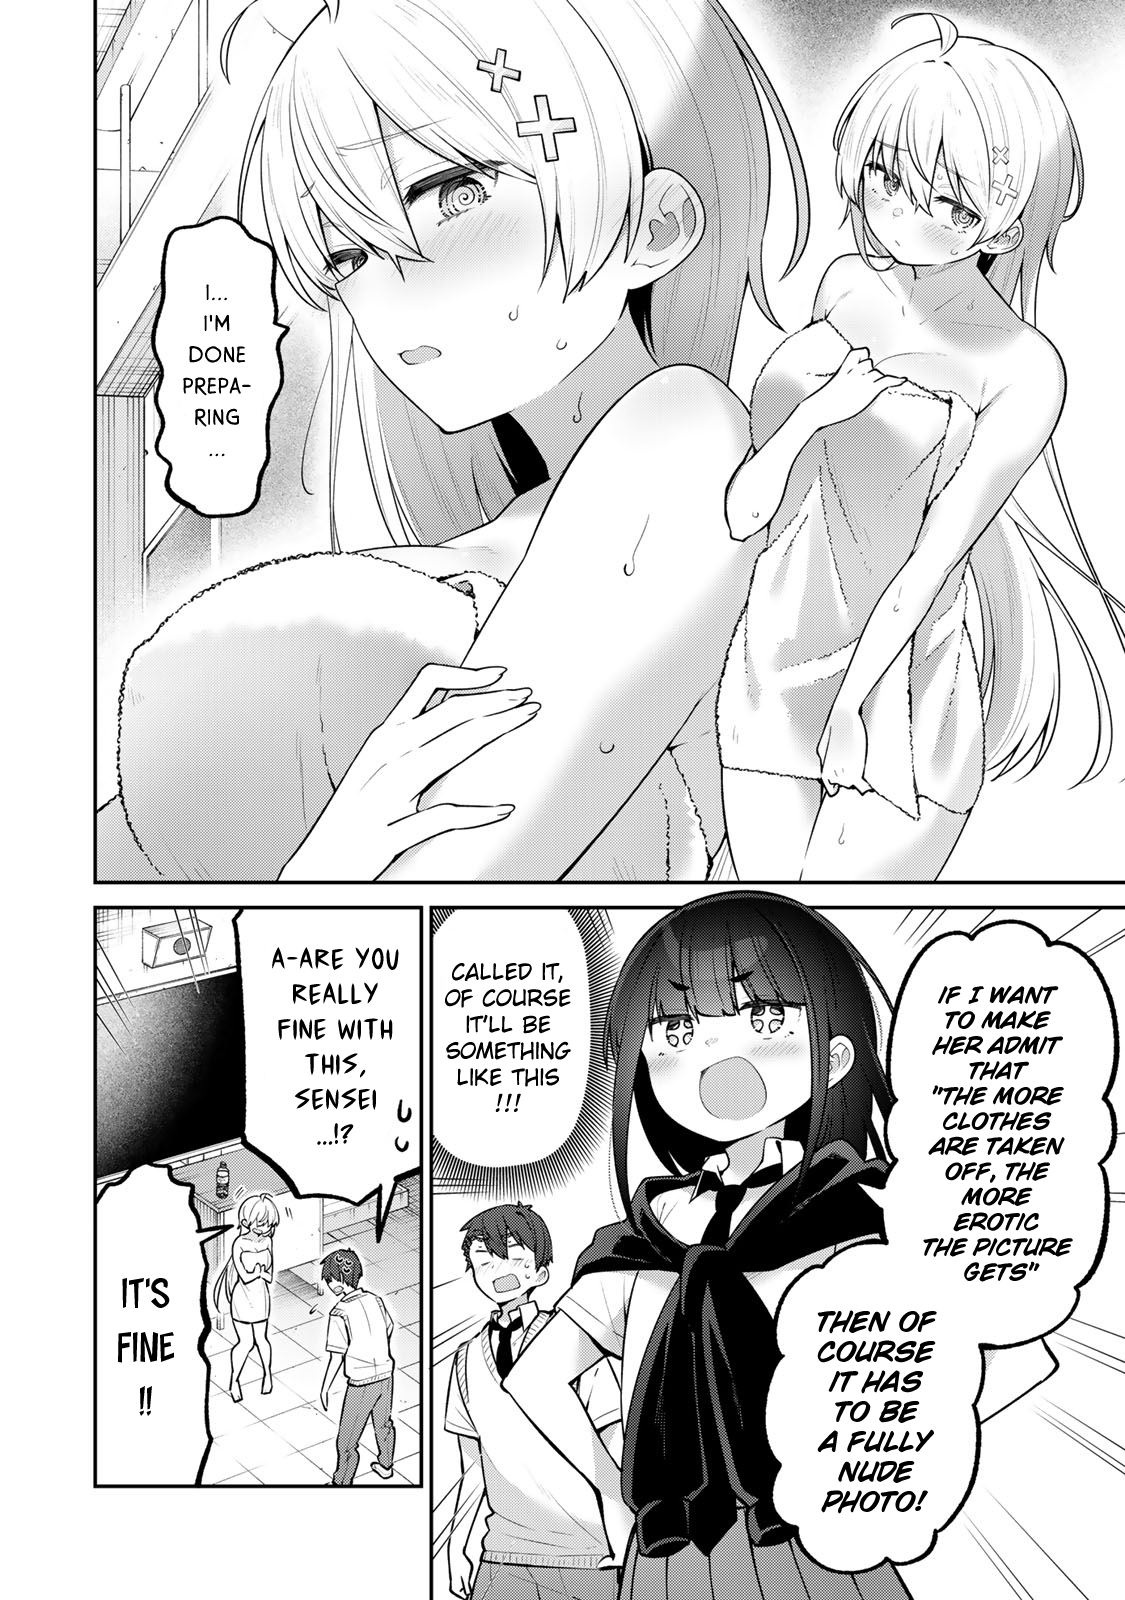 I...
I'M
DONE
PREPA-
RING
...
IF I WANT
TO MAKE
HER ADMIT
THAT
"THE MORE
CLOTHES
ARE TAKEN
OFF, THE
MORE
EROTIC
THE PICTURE
GETS"
THEN OF
COURSE
IT HAS
TO BE
A FULLY
NUDE
PHOTO!
CALLED IT,
OF COURSE
IT'LL BE
SOMETHING
LIKE THIS
!!!
A-ARE YOU
REALLY
FINE WITH
THIS,
SENSEI
...!?
IT'S
FINE
!!